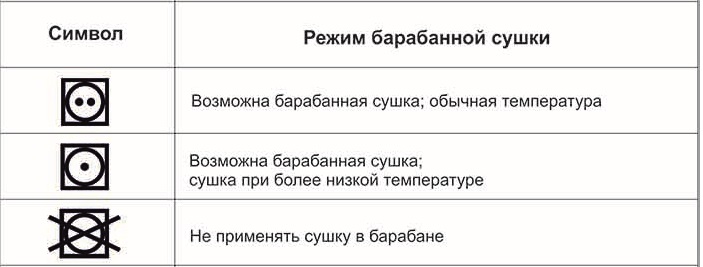 Символ
Режим барабанной сушки
Возможна барабанная сушка; обычная температура
Возможна барабанная сушка;
сушка при более низкой температуре
Не применять сушку в барабане